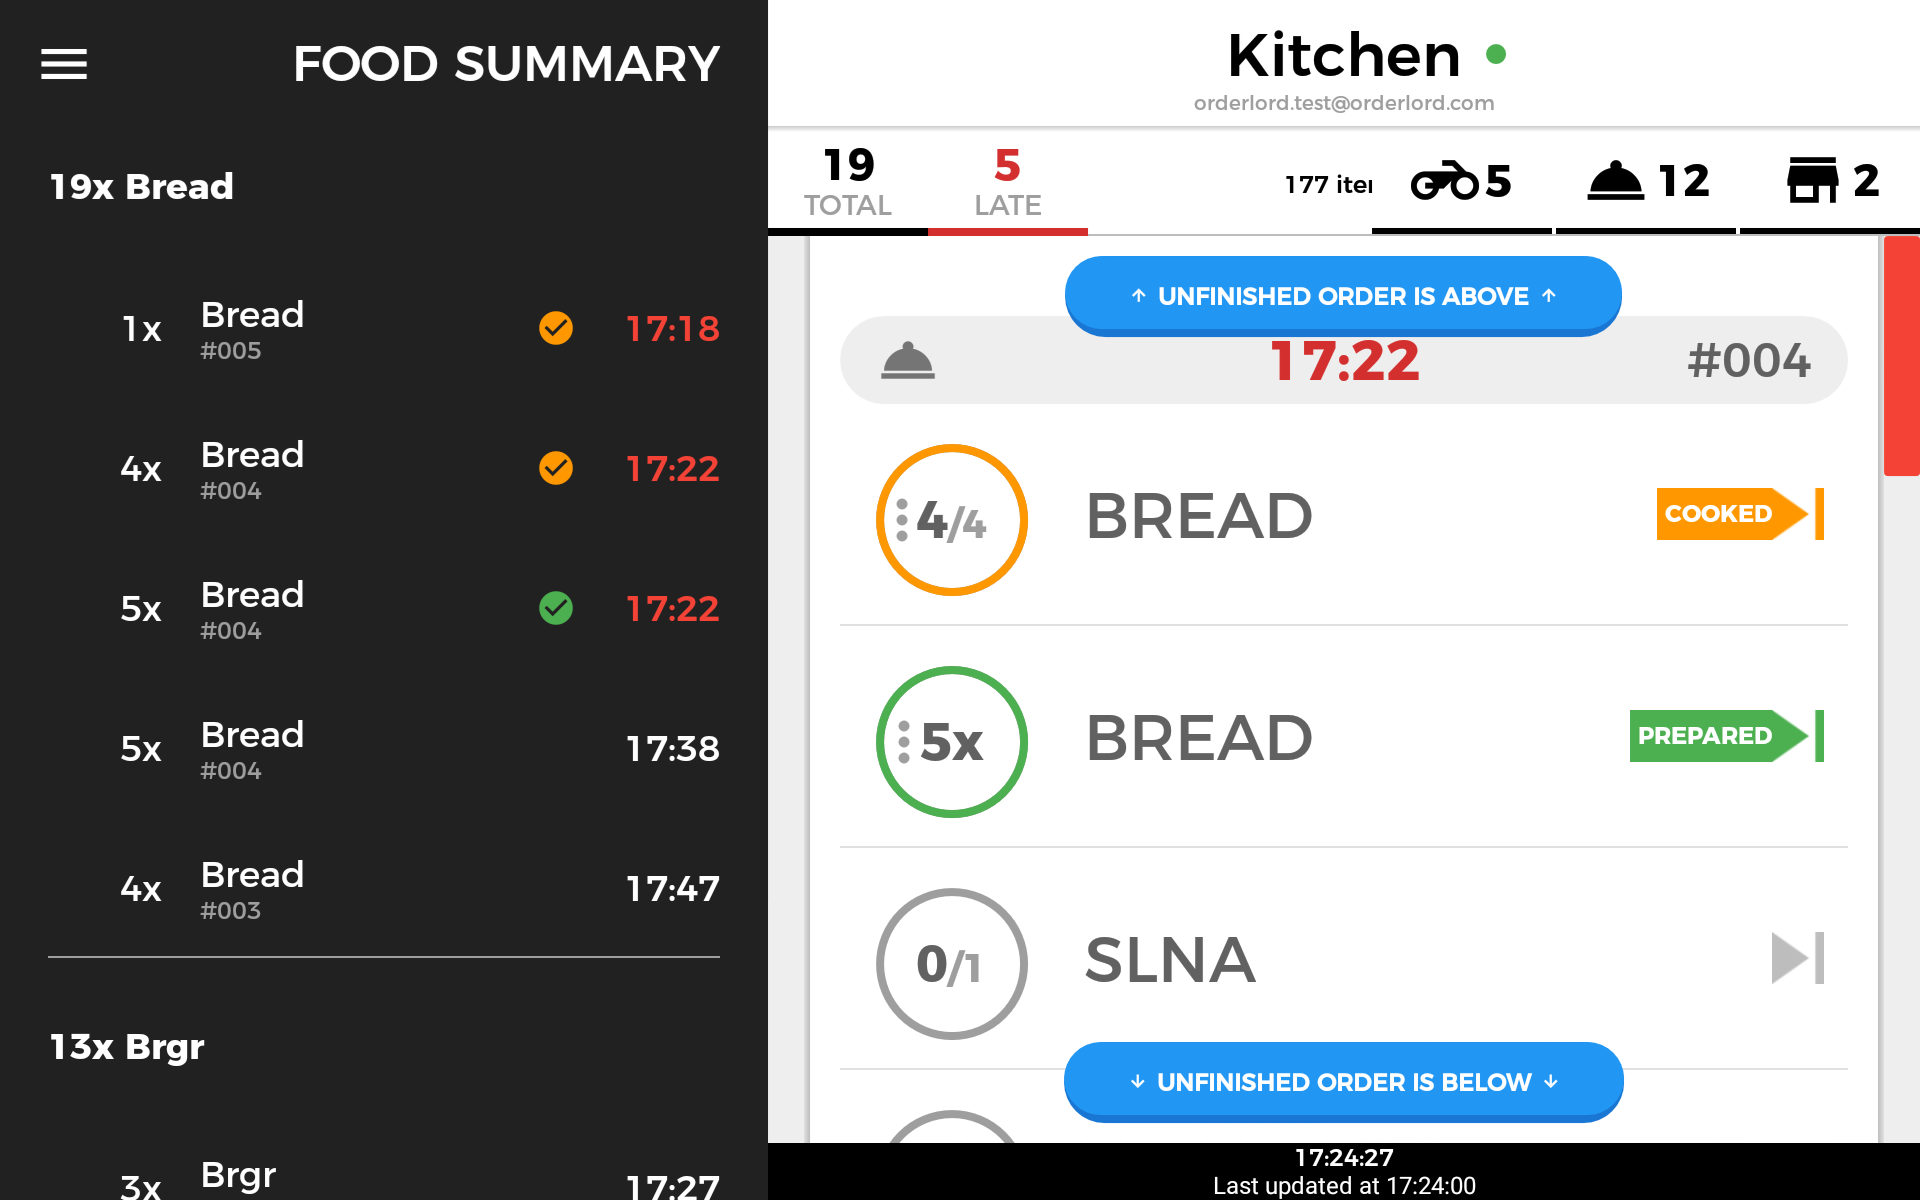 FOOD SUMMARY
19x Bread
1x Bread 17:18
#005
4x Bread 17:22
#004
5x Bread 17:22
#004
5x Bread 17:38
#004
4x Bread 17:47
#003
13x Brgr
3x Brgr 17:27
Kitchen
orderlord.test@orderlord.com
19 TOTAL
5 LATE
177 iter
5
12
2
↑ UNFINISHED ORDER IS ABOVE ↑
17:22 #004
4/4 BREAD COOKED
5x BREAD PREPARED
0/1 SLNA
↓ UNFINISHED ORDER IS BELOW ↓
17:24:27
Last updated at 17:24:00